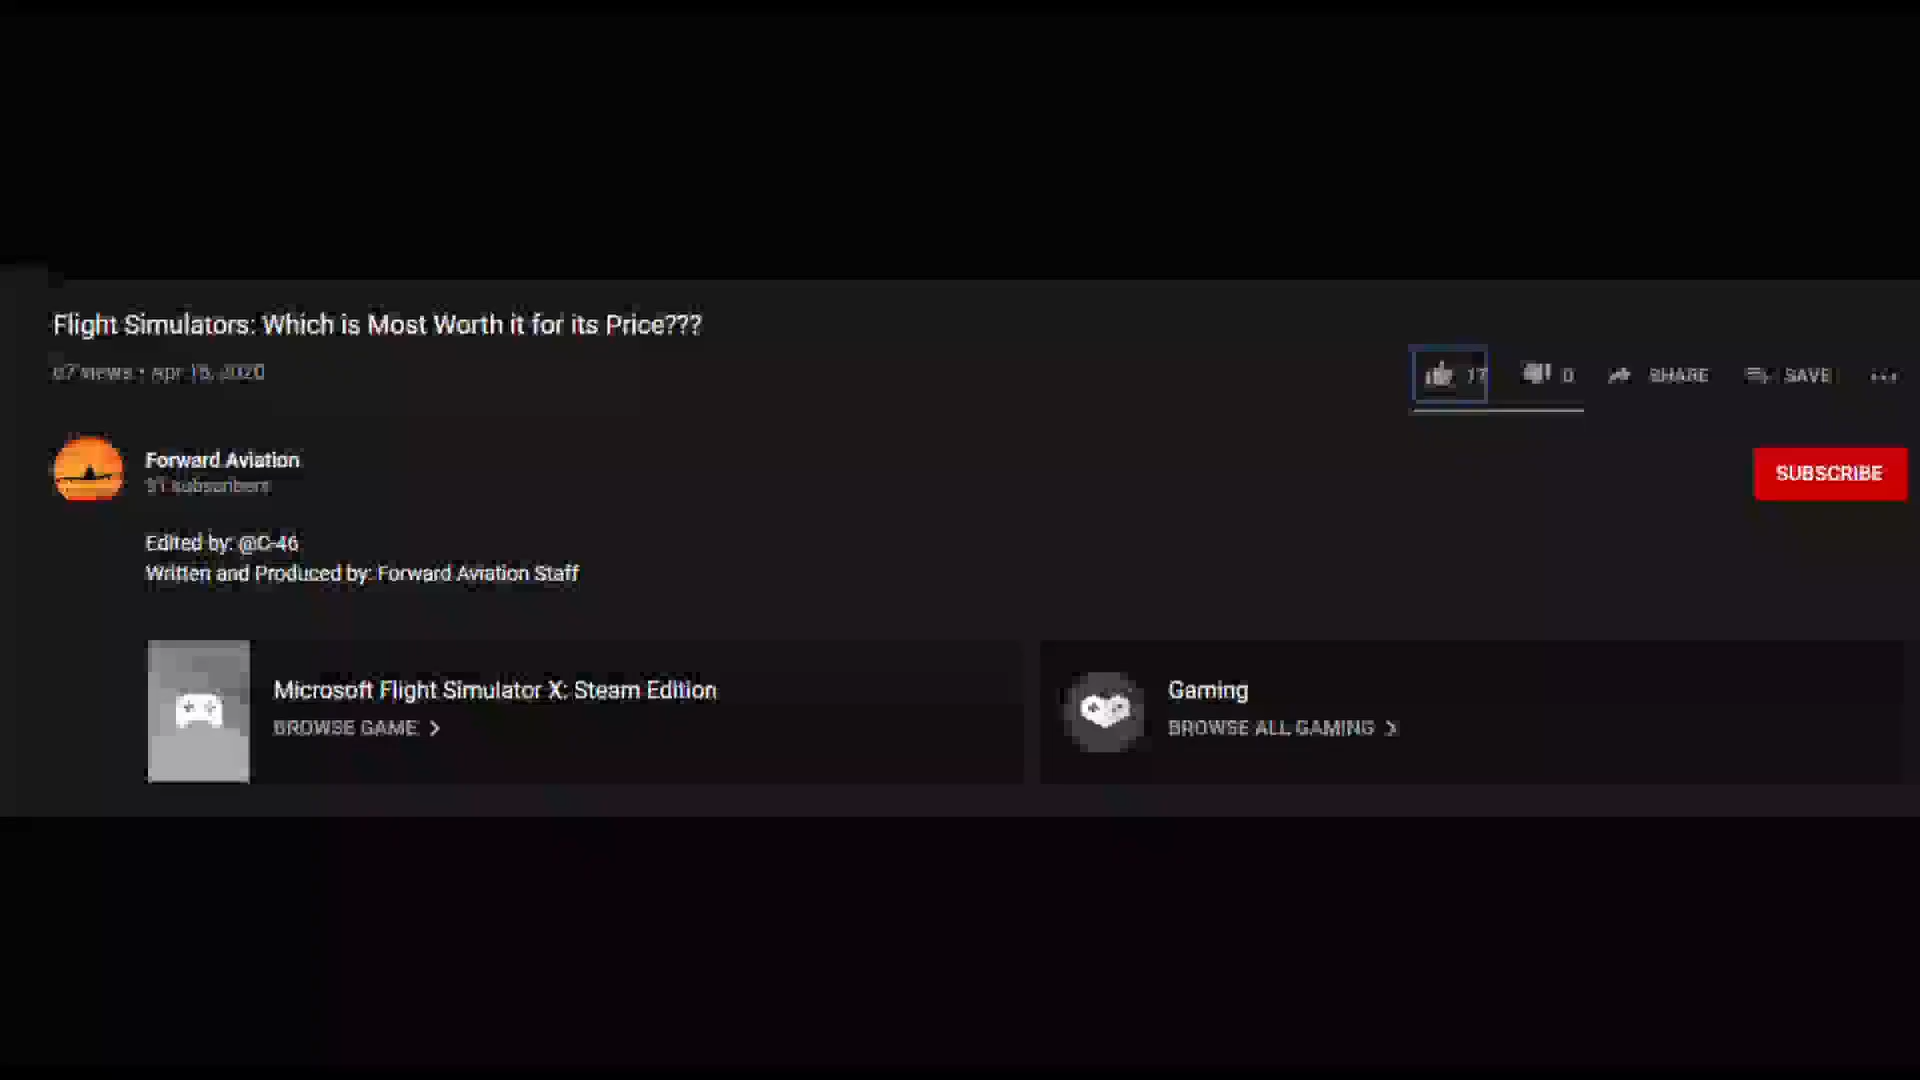 Flight Simulators: Which is Most Worth it for its Price???
views • Apr 2020
17 0 SHARE SAVE
Forward Aviation
SUBSCRIBE
Edited by: @C-46
Written and Produced by: Forward Aviation Staff
Microsoft Flight Simulator X: Steam Edition
BROWSE GAME
Gaming
BROWSE ALL GAMING